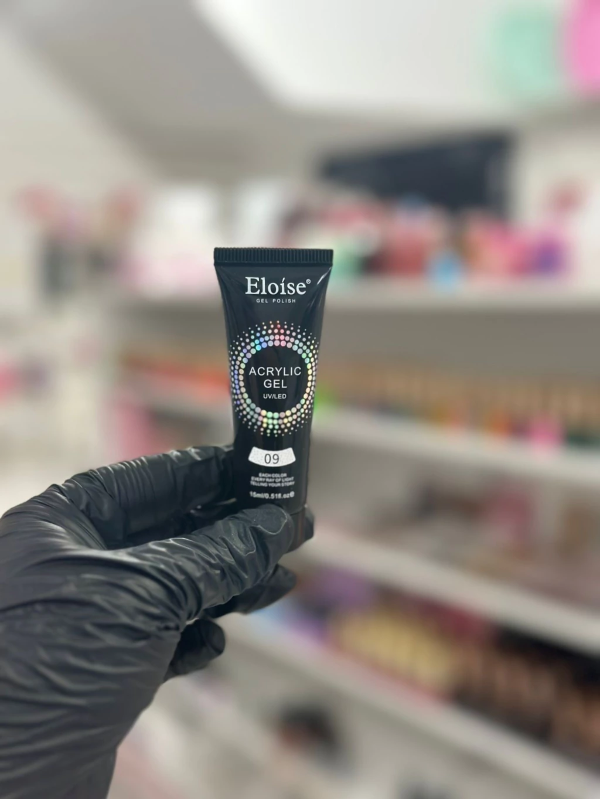 Eloíse®
GEL POLISH
ACRYLIC
GEL
UV/LED
09
EACH COLOR
EVERY RAY OF LIGHT
TELLING YOUR STORY
15ml/0.51fl.oz℮